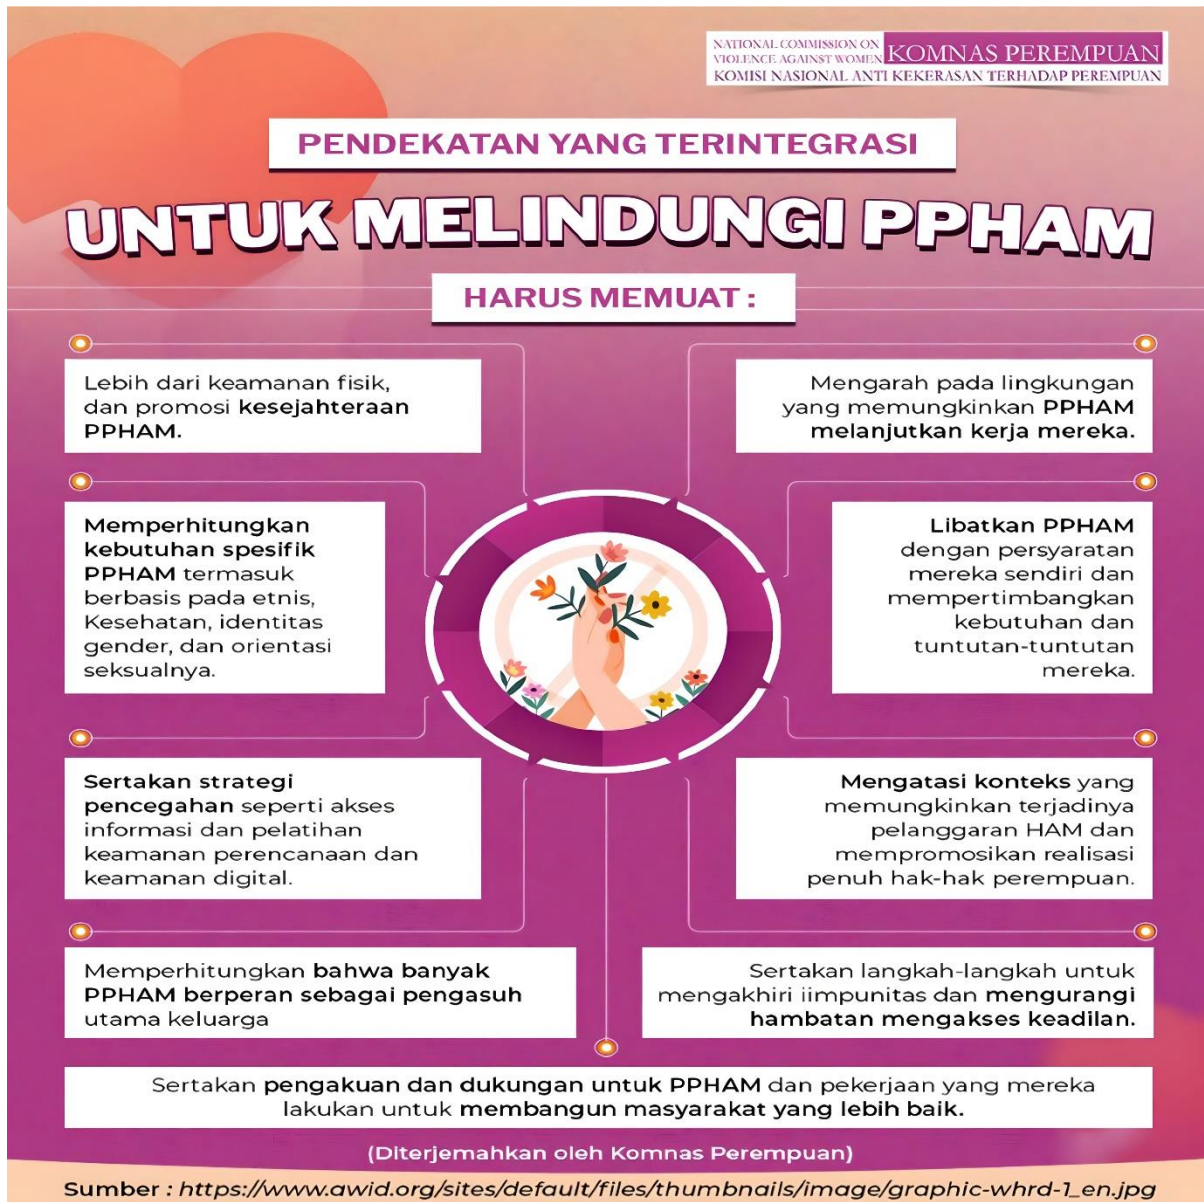 NATIONAL COMMISSION ON
VIOLENCE AGAINST WOMEN
KOMNAS PEREMPUAN
KOMISI NASIONAL ANTI KEKERASAN TERHADAP PEREMPUAN
PENDEKATAN YANG TERINTEGRASI
UNTUK MELINDUNGI PPHAM
HARUS MEMUAT :
Lebih dari keamanan fisik,
dan promosi kesejahteraan
PPHAM.
Mengarah pada lingkungan
yang memungkinkan PPHAM
melanjutkan kerja mereka.
Memperhitungkan
kebutuhan spesifik
PPHAM termasuk
berbasis pada etnis,
Kesehatan, identitas
gender, dan orientasi
seksualnya.
Libatkan PPHAM
dengan persyaratan
mereka sendiri dan
mempertimbangkan
kebutuhan dan
tuntutan-tuntutan
mereka.
Sertakan strategi
pencegahan seperti akses
informasi dan pelatihan
keamanan perencanaan dan
keamanan digital.
Mengatasi konteks yang
memungkinkan terjadinya
pelanggaran HAM dan
mempromosikan realisasi
penuh hak-hak perempuan.
Memperhitungkan bahwa banyak
PPHAM berperan sebagai pengasuh
utama keluarga
Sertakan langkah-langkah untuk
mengakhiri iimpunitas dan mengurangi
hambatan mengakses keadilan.
Sertakan pengakuan dan dukungan untuk PPHAM dan pekerjaan yang mereka
lakukan untuk membangun masyarakat yang lebih baik.
(Diterjemahkan oleh Komnas Perempuan)
Sumber : https://www.awid.org/sites/default/files/thumbnails/image/graphic-whrd-1_en.jpg